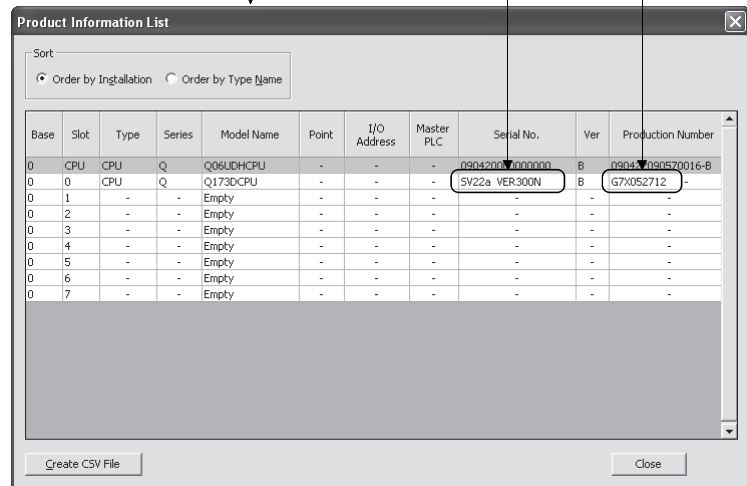 Product Information List
Sort
Order by Installation Order by Type Name
Base Slot Type Series Model Name Point I/O Address Master PLC Serial No. Ver Production Number
0 CPU CPU Q Q06UDHCPU - - - B
0 0 CPU Q Q173DCPU - - - SV22a VER300N B G7X052712 -
0 1 - - Empty - - - - - -
0 2 - - Empty - - - - - -
0 3 - - Empty - - - - - -
0 4 - - Empty - - - - - -
0 5 - - Empty - - - - - -
0 6 - - Empty - - - - - -
0 7 - - Empty - - - - - -
Create CSV File Close